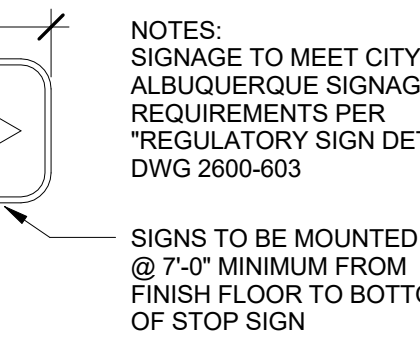 NOTES:
SIGNAGE TO MEET CITY
ALBUQUERQUE SIGNAG
REQUIREMENTS PER
"REGULATORY SIGN DET
DWG 2600-603
SIGNS TO BE MOUNTED
@ 7'-0" MINIMUM FROM
FINISH FLOOR TO BOTTO
OF STOP SIGN